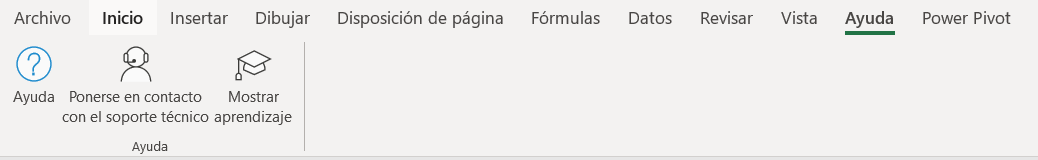 Archivo Inicio Insertar Dibujar Disposición de página Fórmulas Datos Revisar Vista Ayuda Power Pivot
Ayuda
Ponerse en contacto
con el soporte técnico
Mostrar
aprendizaje
Ayuda